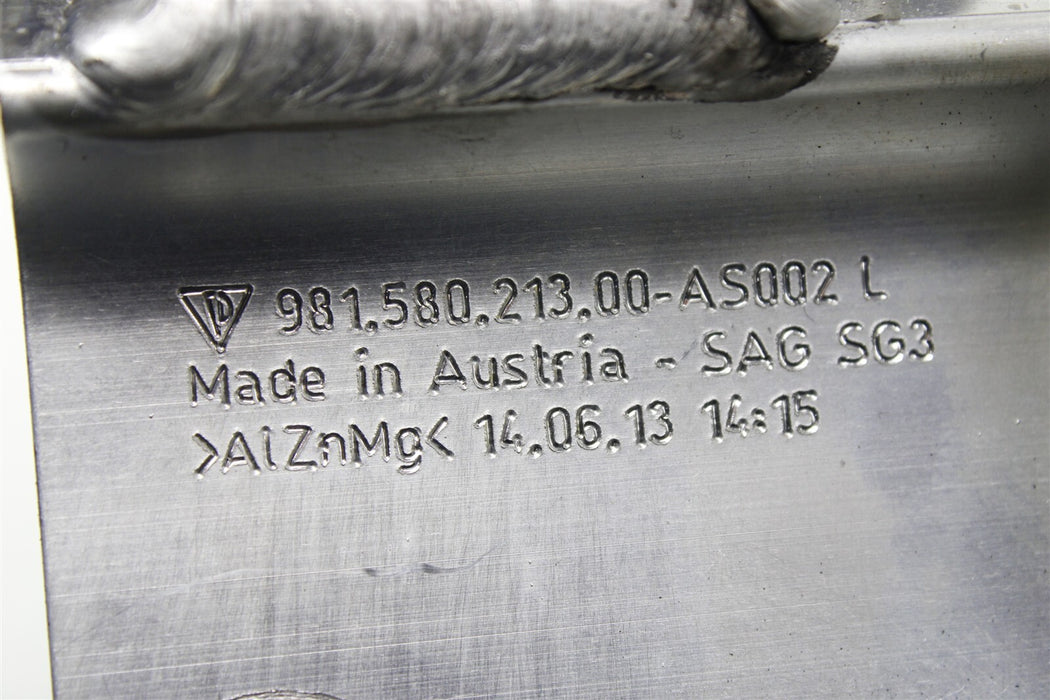 981.580.213.00-AS002 L
Made in Austria - SAG SG3
>AlZnMg< 14.06.13 14:15